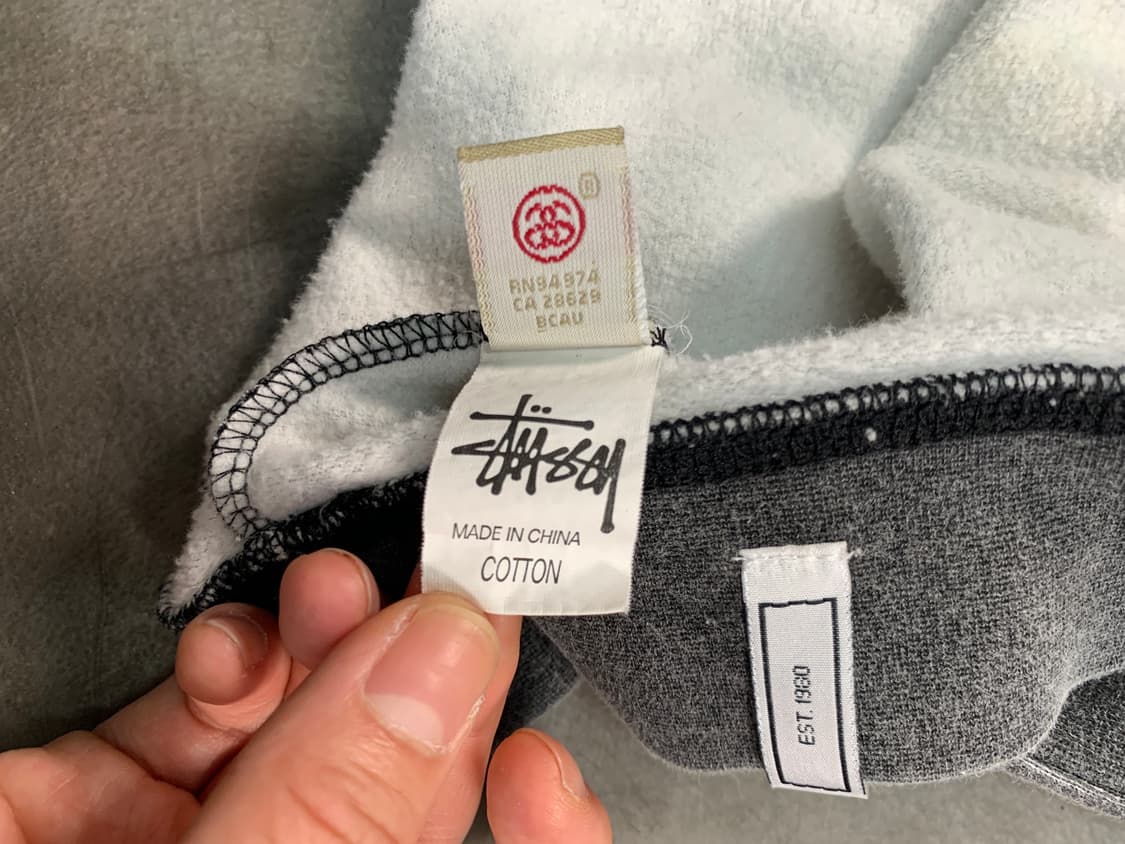 ®
RN94974
CA 28629
BCAU
Stüssy
MADE IN CHINA
COTTON
EST. 1980